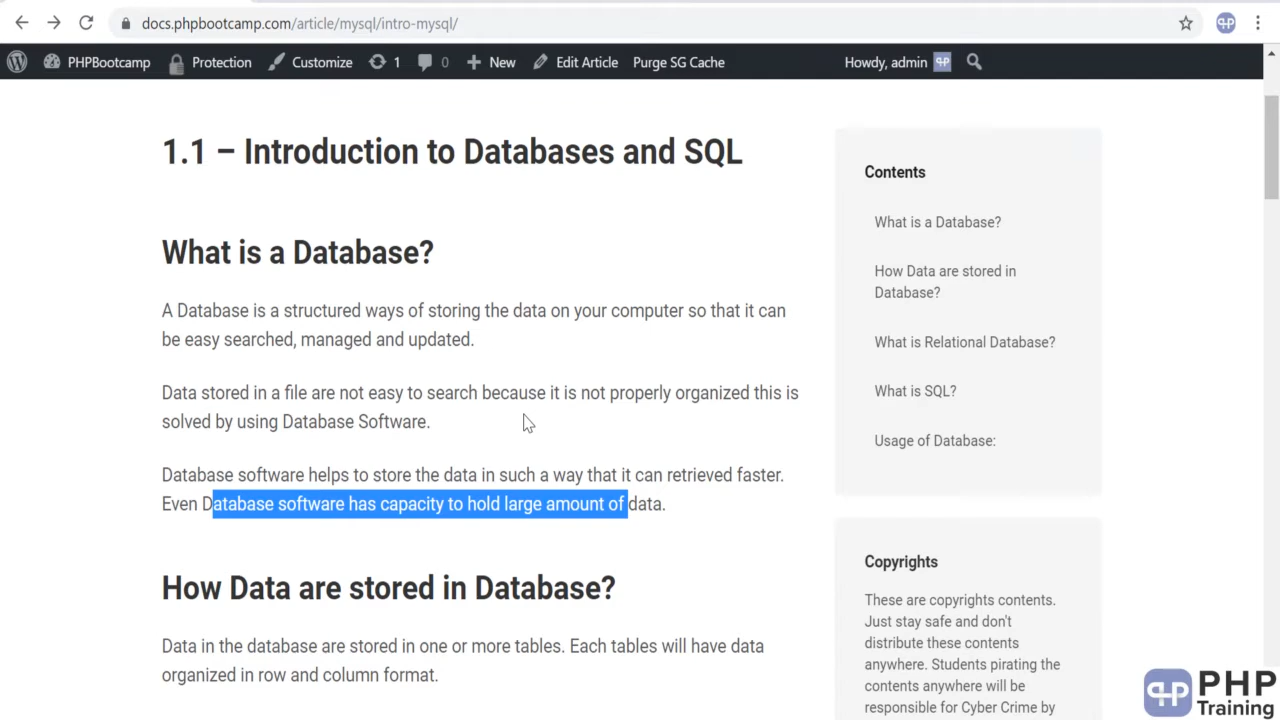 docs.phpbootcamp.com/article/mysql/intro-mysql/
PHPBootcamp Protection Customize 1 0 New Edit Article Purge SG Cache Howdy, admin
1.1 – Introduction to Databases and SQL
What is a Database?
A Database is a structured ways of storing the data on your computer so that it can
be easy searched, managed and updated.
Data stored in a file are not easy to search because it is not properly organized this is
solved by using Database Software.
Database software helps to store the data in such a way that it can retrieved faster.
Even Database software has capacity to hold large amount of data.
How Data are stored in Database?
Data in the database are stored in one or more tables. Each tables will have data
organized in row and column format.
Contents
What is a Database?
How Data are stored in
Database?
What is Relational Database?
What is SQL?
Usage of Database:
Copyrights
These are copyrights contents.
Just stay safe and don't
distribute these contents
anywhere. Students pirating the
contents anywhere will be
responsible for Cyber Crime by
PHP
Training